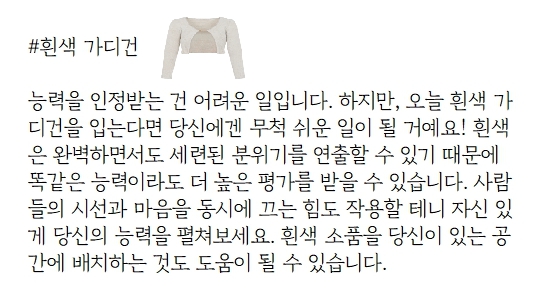 #흰색 가디건
능력을 인정받는 건 어려운 일입니다. 하지만, 오늘 흰색 가
디건을 입는다면 당신에겐 무척 쉬운 일이 될 거예요! 흰색
은 완벽하면서도 세련된 분위기를 연출할 수 있기 때문에
똑같은 능력이라도 더 높은 평가를 받을 수 있습니다. 사람
들의 시선과 마음을 동시에 끄는 힘도 작용할 테니 자신 있
게 당신의 능력을 펼쳐보세요. 흰색 소품을 당신이 있는 공
간에 배치하는 것도 도움이 될 수 있습니다.